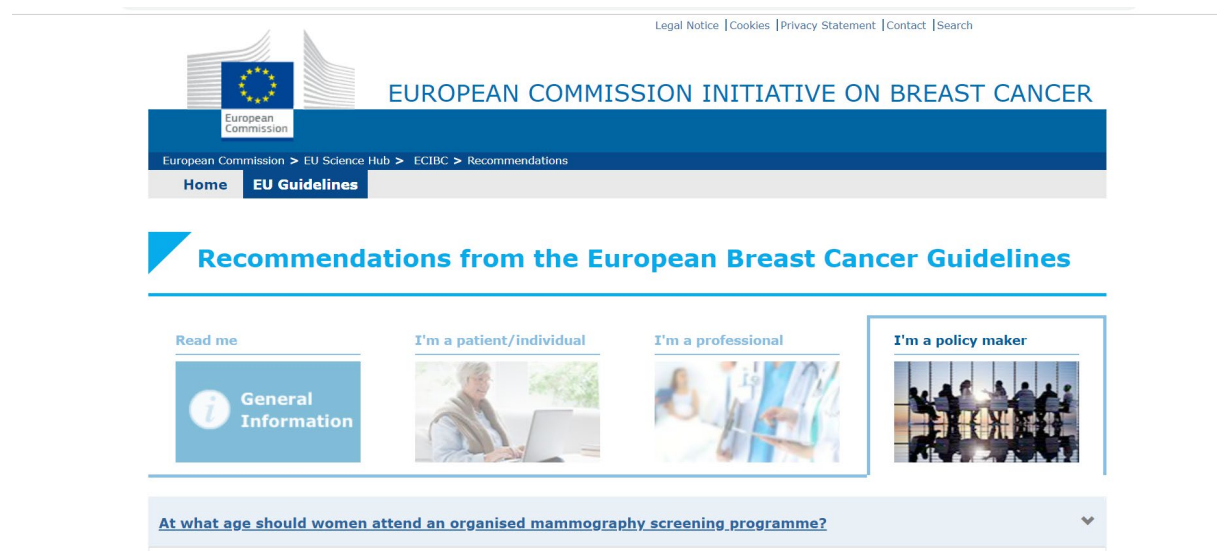 Legal Notice | Cookies | Privacy Statement | Contact | Search
EUROPEAN COMMISSION INITIATIVE ON BREAST CANCER
European
Commission
European Commission > EU Science Hub > ECIBC > Recommendations
Home EU Guidelines
Recommendations from the European Breast Cancer Guidelines
Read me I'm a patient/individual I'm a professional I'm a policy maker
i General
Information
At what age should women attend an organised mammography screening programme?